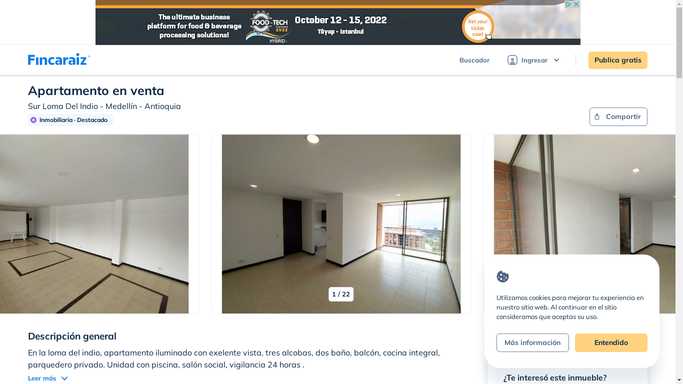 The ultimate business
platform for food & beverage
processing solutions!
FOOD-TECH
HYBRID
October 12 - 15, 2022
Tüyap - Istanbul
Get your
ticket
now!
Fincaraiz
Buscador
Ingresar
Publica gratis
Apartamento en venta
Sur Loma Del Indio - Medellín - Antioquia
Inmobiliaria · Destacado
Compartir
1 / 22
Utilizamos cookies para mejorar tu experiencia en
nuestro sitio web. Al continuar en el sitio
consideramos que aceptas su uso.
Más información
Entendido
Descripción general
En la loma del indio, apartamento iluminado con exelente vista, tres alcobas, dos baño, balcón, cocina integral,
parquedero privado. Unidad con piscina, salón social, vigilancia 24 horas .
Leer más
¿Te interesó este inmueble?